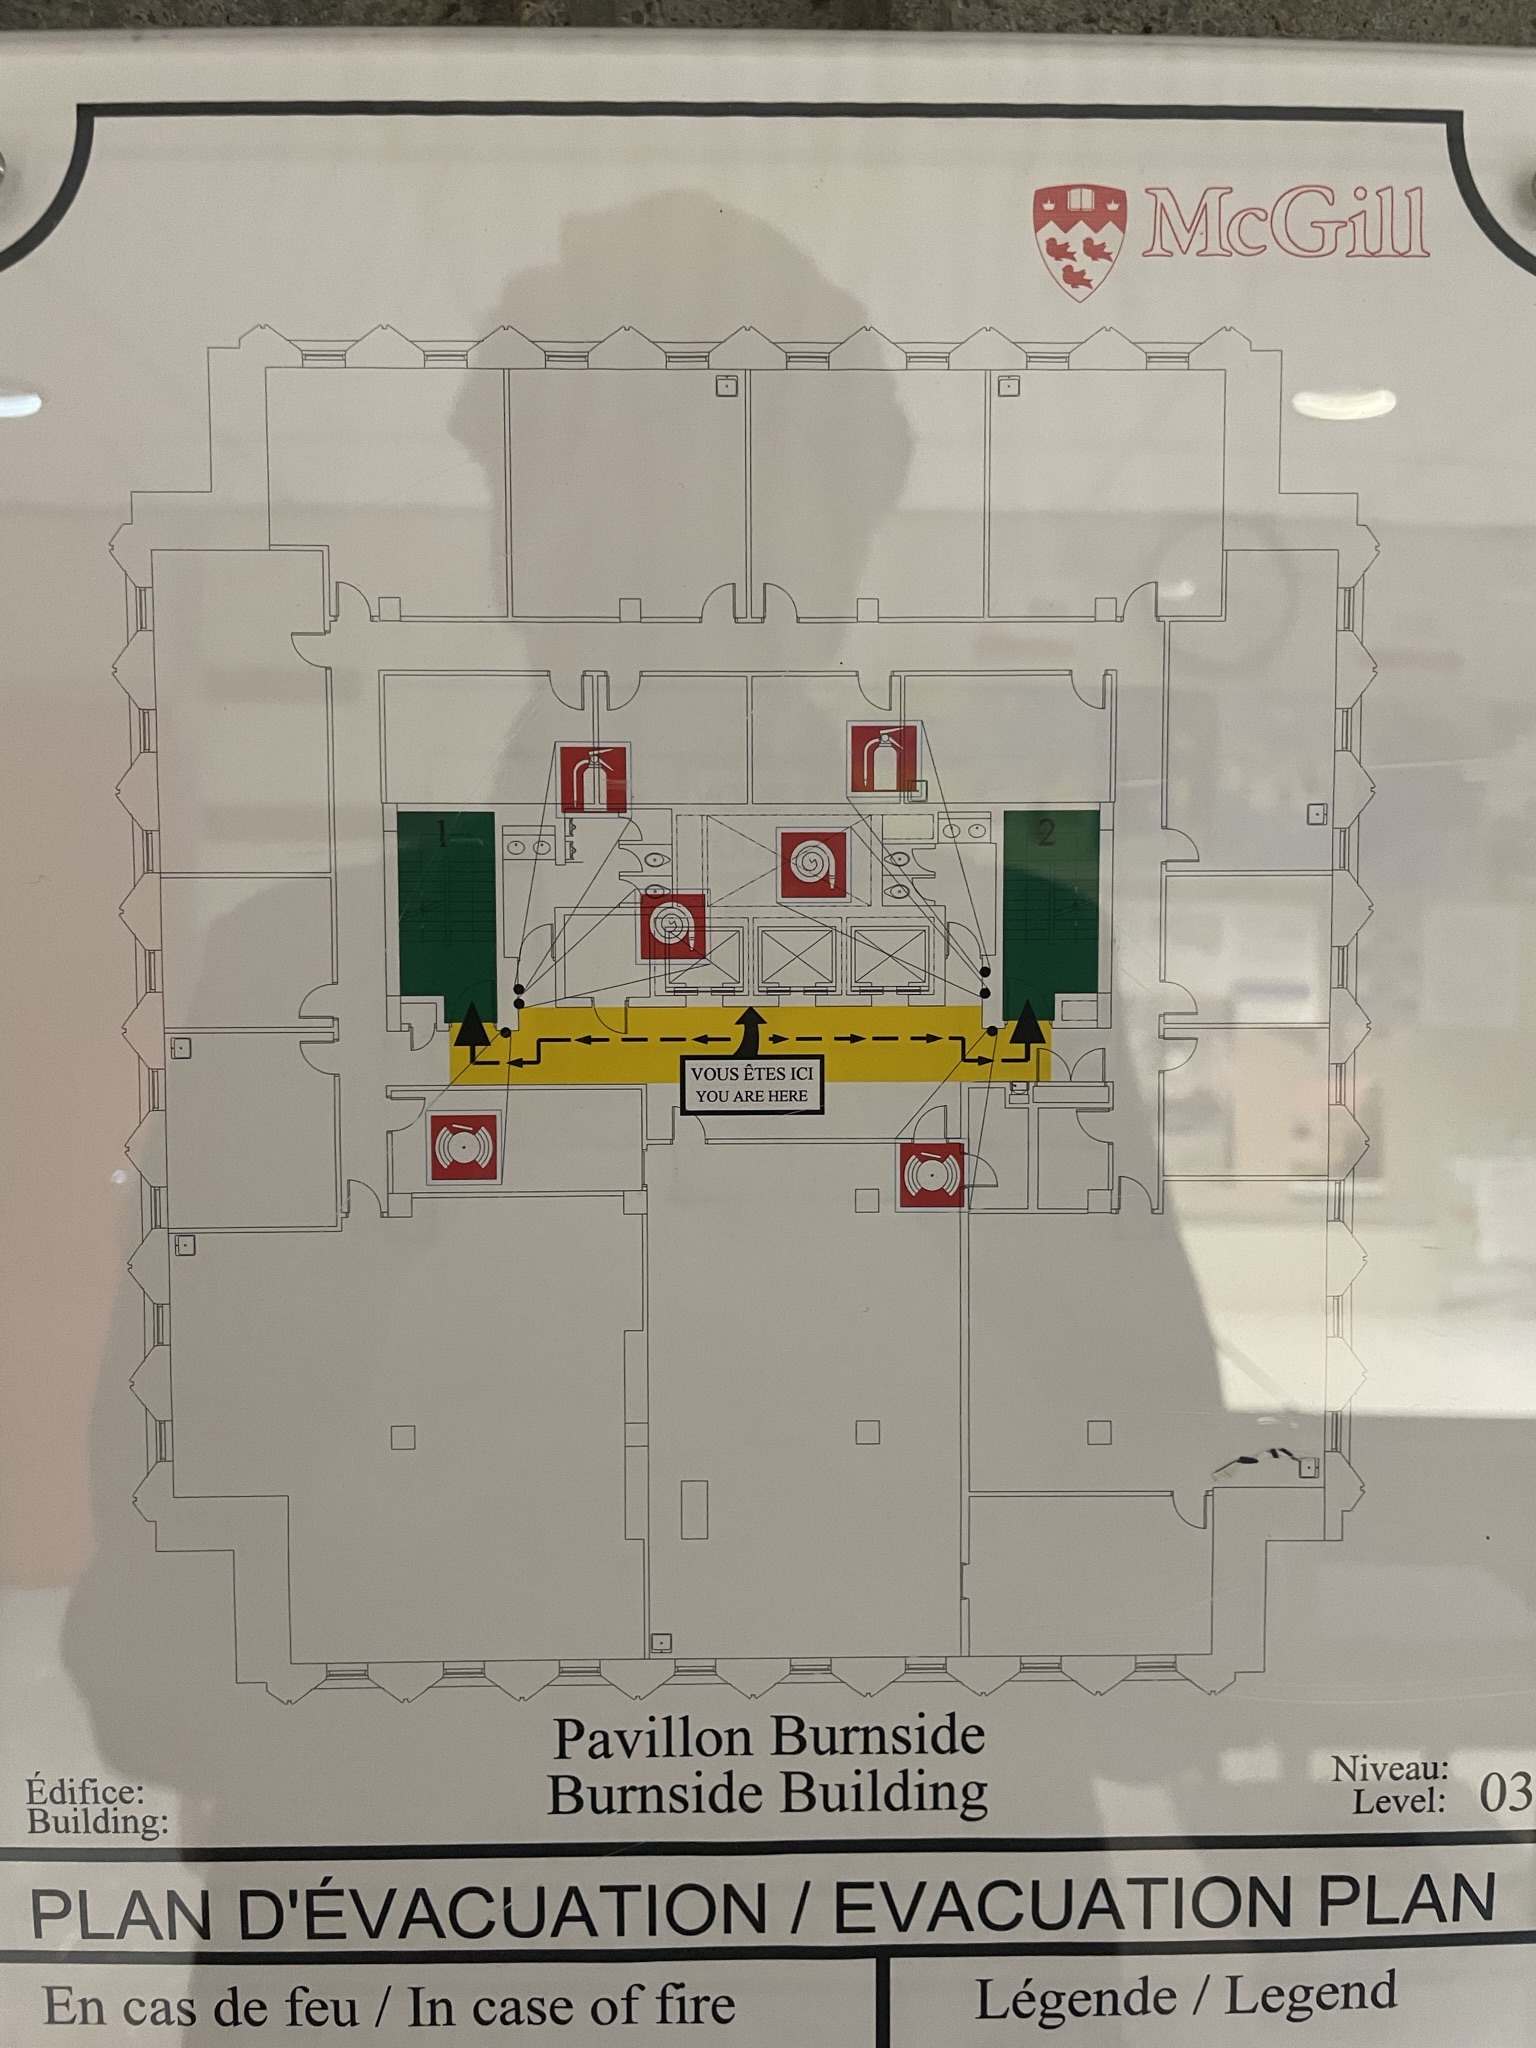 McGill
1
2
VOUS ÊTES ICI
YOU ARE HERE
Pavillon Burnside
Burnside Building
Édifice:
Building:
Niveau:
Level: 03
PLAN D'ÉVACUATION / EVACUATION PLAN
En cas de feu / In case of fire
Légende / Legend